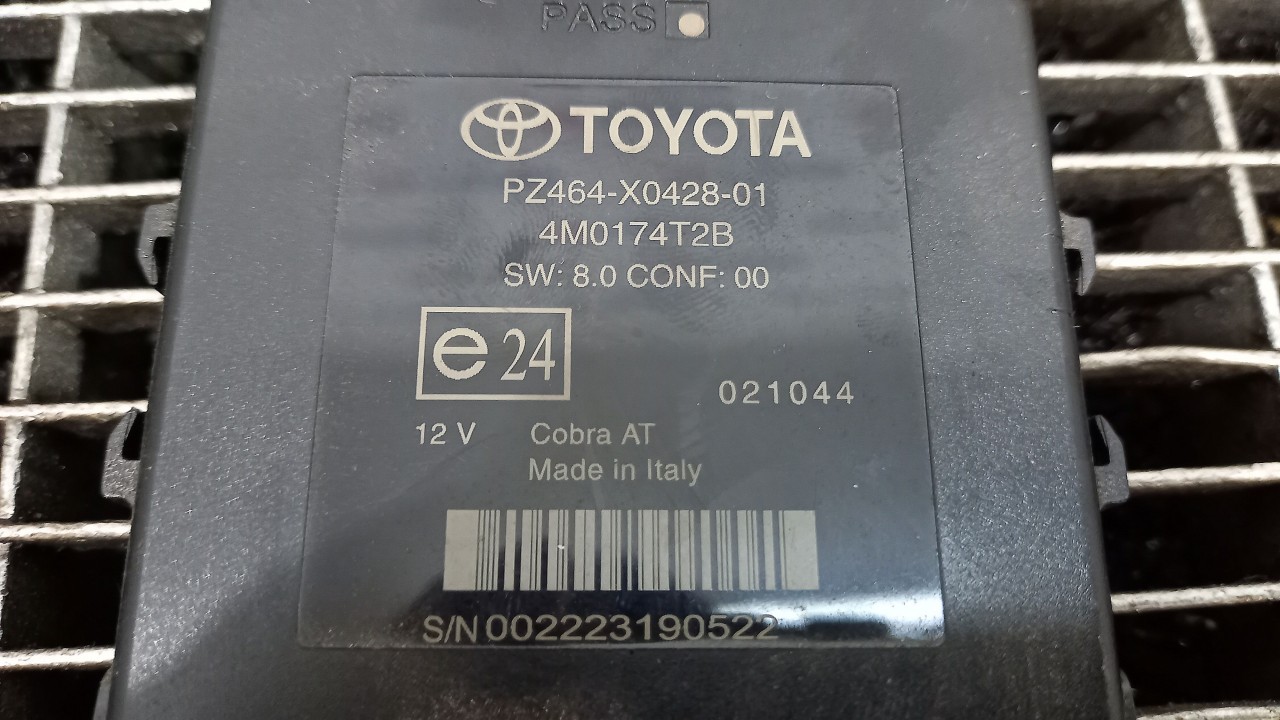 PASS
TOYOTA
PZ464-X0428-01
4M0174T2B
SW: 8.0 CONF: 00
e 24
021044
12 V Cobra AT
Made in Italy
S/N 002223190522